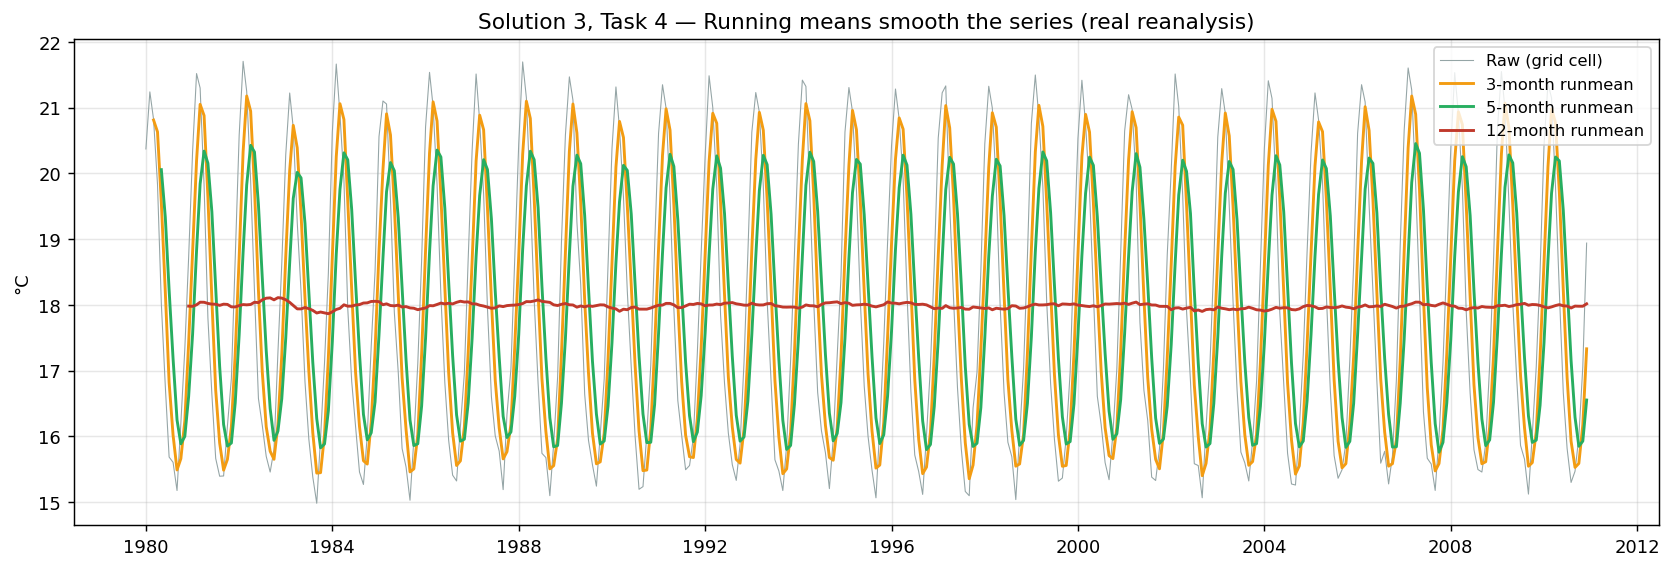 Solution 3, Task 4 — Running means smooth the series (real reanalysis)
22
21
20
19
18
17
16
15
°C
Raw (grid cell)
3-month runmean
5-month runmean
12-month runmean
1980 1984 1988 1992 1996 2000 2004 2008 2012